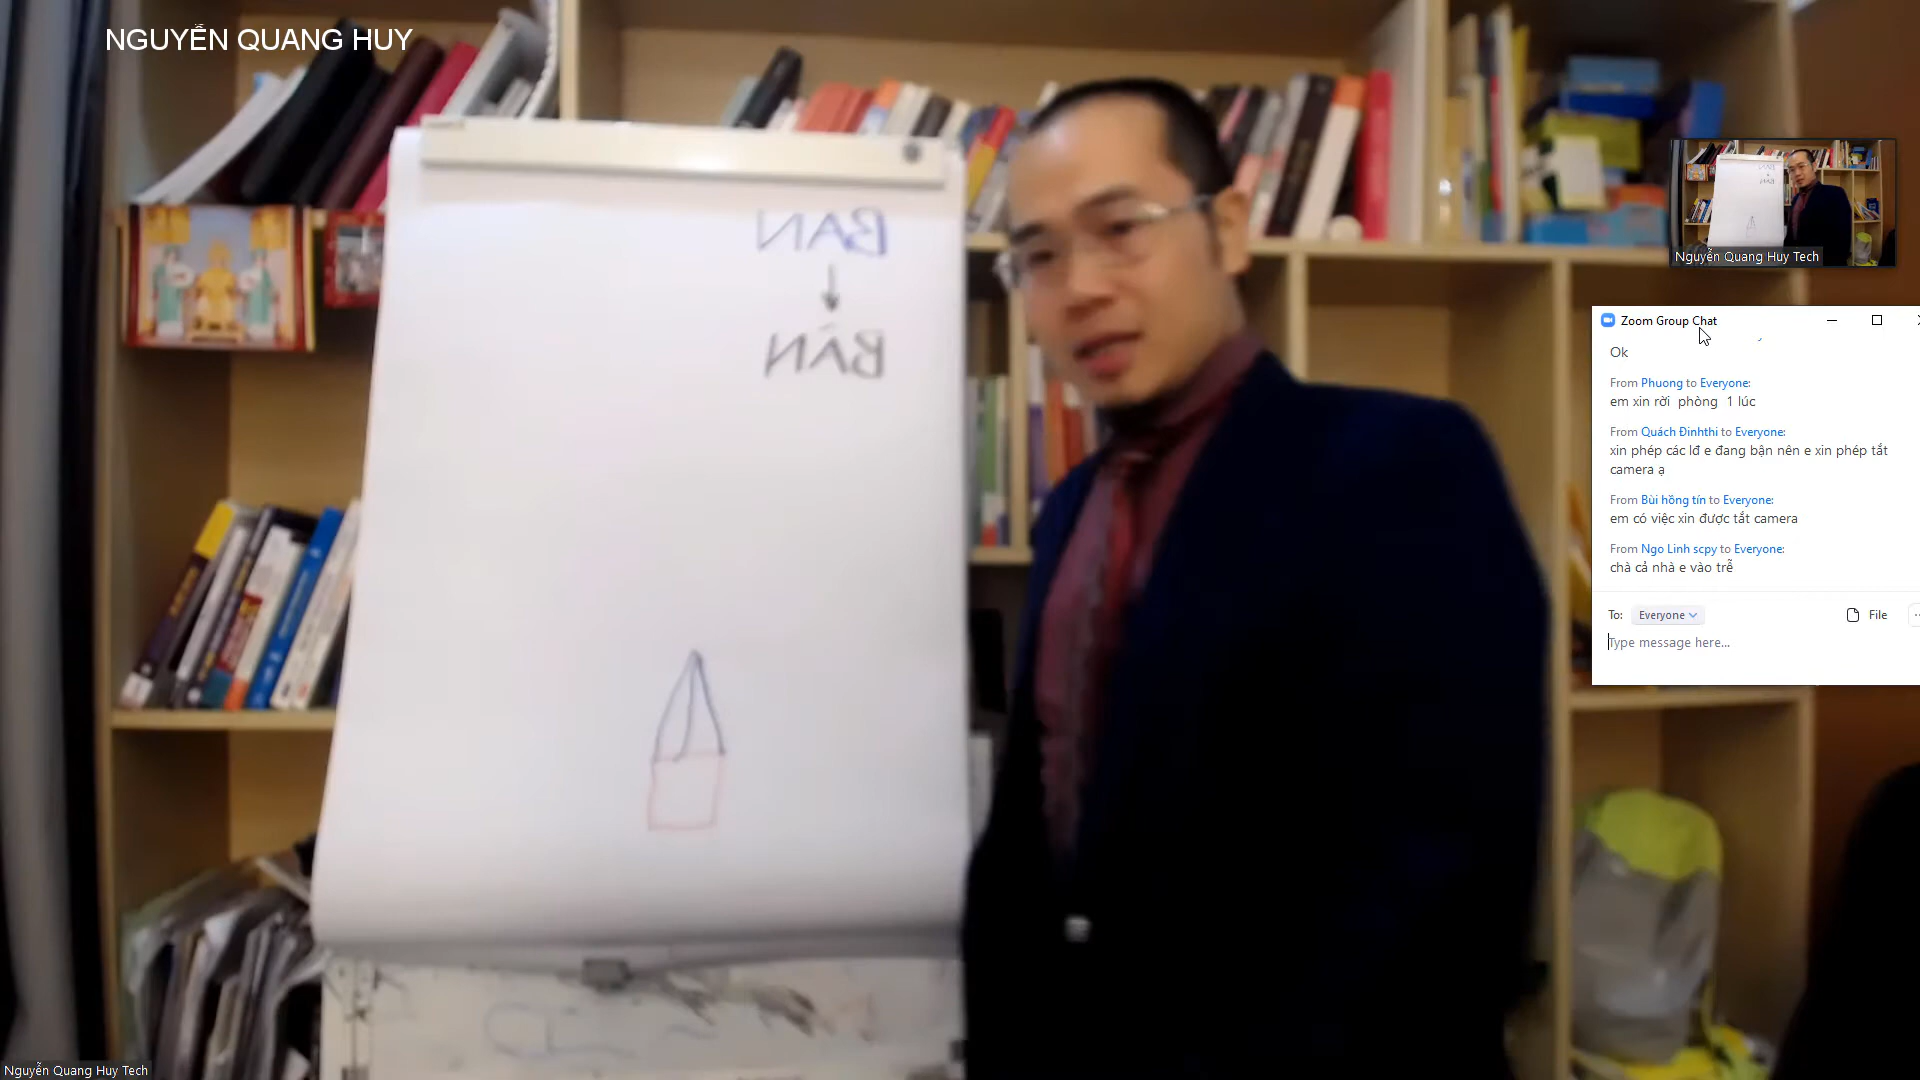 NGUYỄN QUANG HUY
BAN
BÁN
Nguyễn Quang Huy Tech
Zoom Group Chat
Ok
From Phuong to Everyone:
em xin rời phòng 1 lúc
From Quách Đinhthi to Everyone:
xin phép các lđ e đang bận nên e xin phép tắt
camera ạ
From Bùi hồng tín to Everyone:
em có việc xin được tắt camera
From Ngo Linh scpy to Everyone:
chà cả nhà e vào trễ
To: Everyone File
Type message here...
Nguyễn Quang Huy Tech